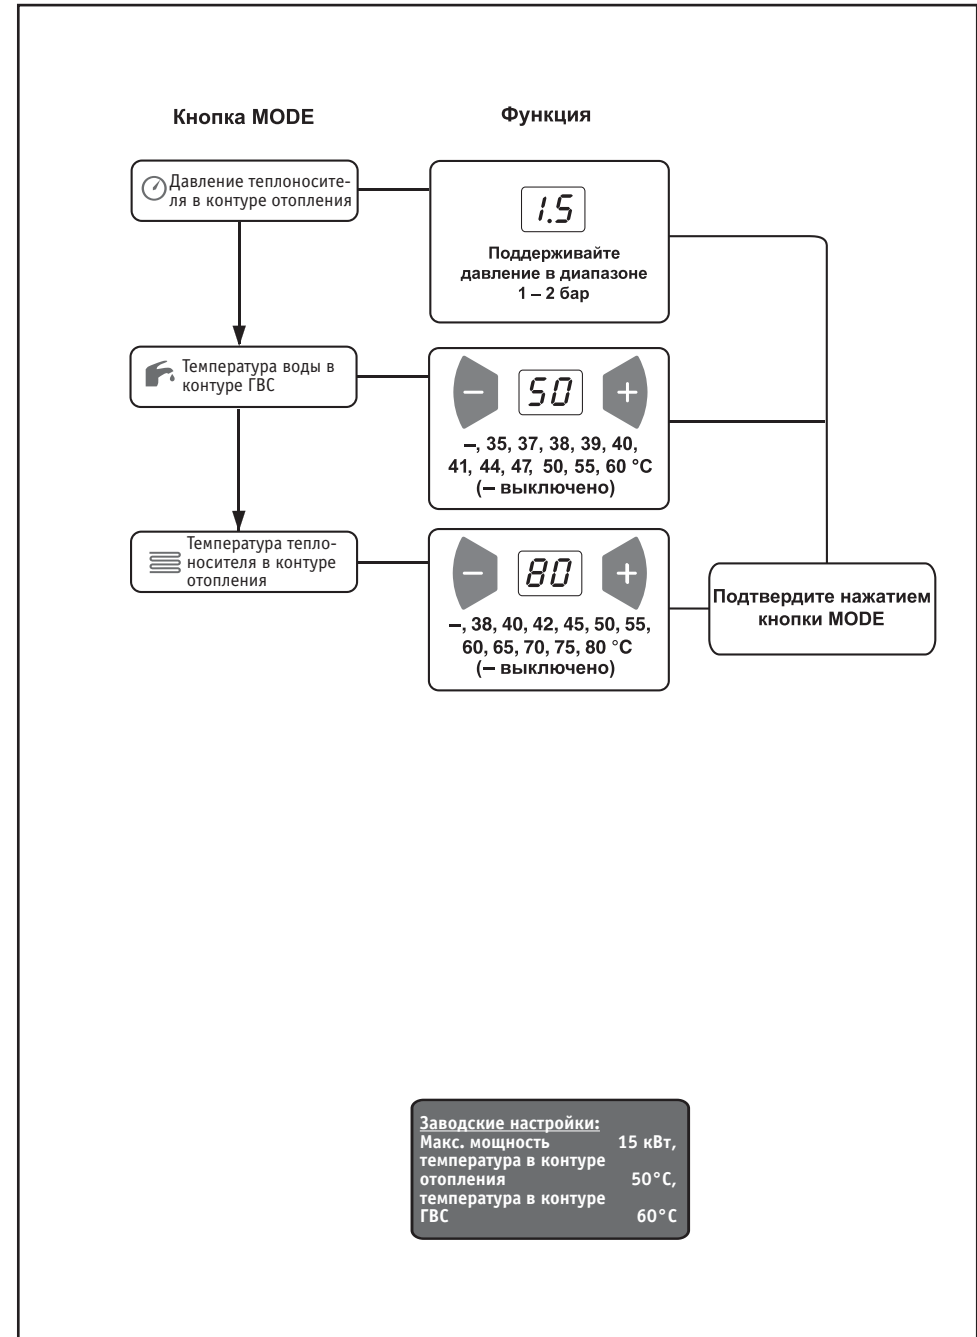 Кнопка MODE
Функция
Давление теплоносите-
ля в контуре отопления
1.5
Поддерживайте
давление в диапазоне
1 – 2 бар
Температура воды в
контуре ГВС
– 50 +
–, 35, 37, 38, 39, 40,
41, 44, 47, 50, 55, 60 °C
(– выключено)
Температура тепло-
носителя в контуре
отопления
– 80 +
–, 38, 40, 42, 45, 50, 55,
60, 65, 70, 75, 80 °C
(– выключено)
Подтвердите нажатием
кнопки MODE
Заводские настройки:
Макс. мощность 15 кВт,
температура в контуре
отопления 50°C,
температура в контуре
ГВС 60°C